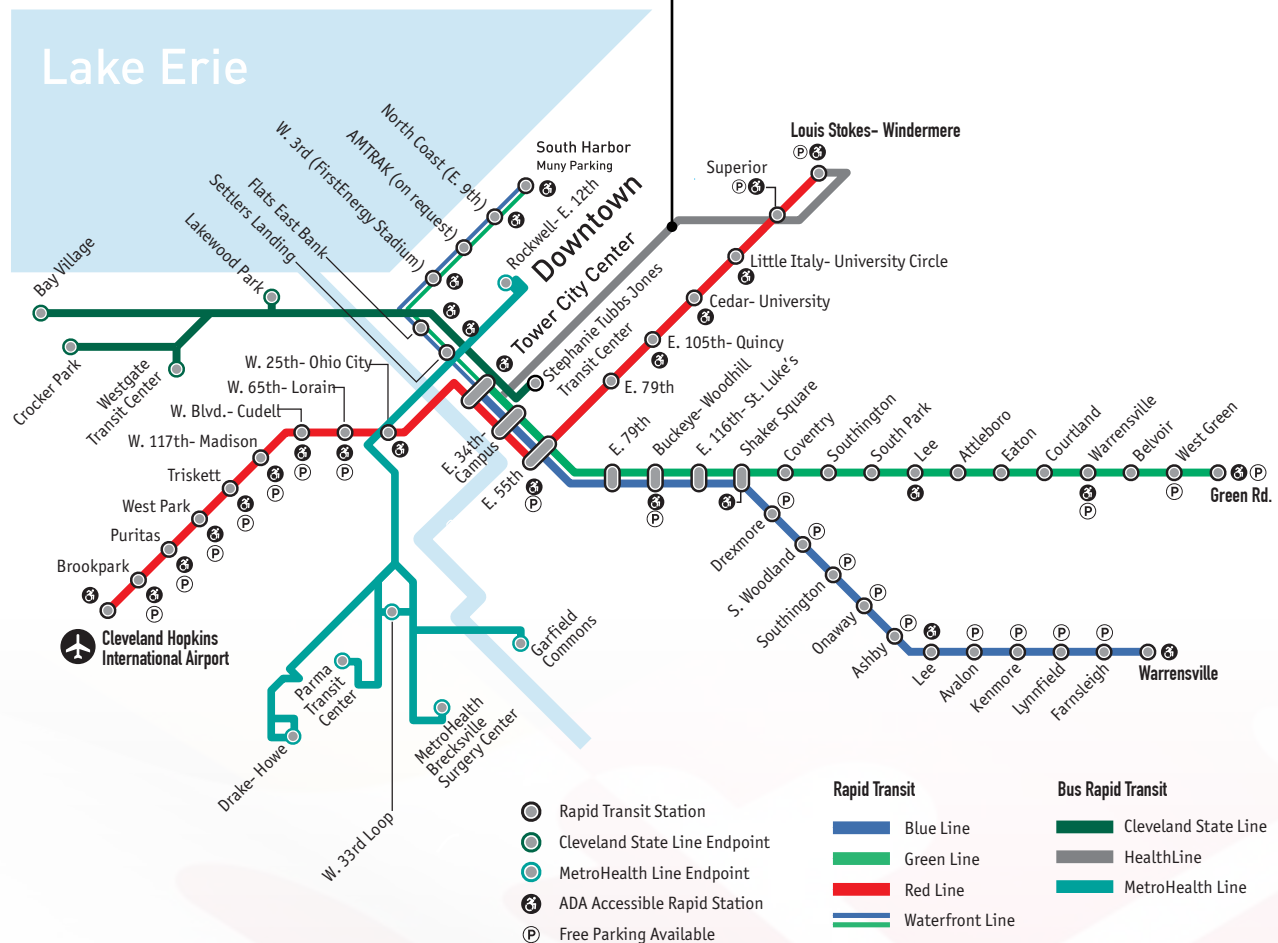 Lake Erie
North Coast (E. 9th)
AMTRAK (on request)
W. 3rd (FirstEnergy Stadium)
Flats East Bank
Settlers Landing
Lakewood Park
Bay Village
Crocker Park
Westgate
Transit Center
South Harbor
Muny Parking
Rockwell- E. 12th
Downtown
Tower City Center
Stephanie Tubbs Jones
Transit Center
Louis Stokes- Windermere
P
Superior
P
Little Italy- University Circle
Cedar- University
E. 105th- Quincy
E. 79th
W. 25th- Ohio City
W. 65th- Lorain
P
W. Blvd.- Cudell
P
W. 117th- Madison
P
Triskett
P
West Park
P
Puritas
P
Brookpark
P
Cleveland Hopkins
International Airport
E. 34th-
Campus
E. 55th
P
E. 79th
Buckeye- Woodhill
P
E. 116th- St. Luke's
Shaker Square
Coventry
Southington
South Park
Lee
Attleboro
Eaton
Courtland
Warrensville
P
Belvoir
West Green
P
P
Green Rd.
Drexmore
P
S. Woodland
P
Southington
P
Onaway
P
Ashby
P
Lee
Avalon
P
Kenmore
P
Lynnfield
P
Farnsleigh
P
Warrensville
Garfield
Commons
Parma
Transit
Center
MetroHealth
Brecksville
Surgery Center
Drake- Howe
W. 33rd Loop
Rapid Transit Station
Cleveland State Line Endpoint
MetroHealth Line Endpoint
ADA Accessible Rapid Station
P Free Parking Available
Rapid Transit
Blue Line
Green Line
Red Line
Waterfront Line
Bus Rapid Transit
Cleveland State Line
HealthLine
MetroHealth Line